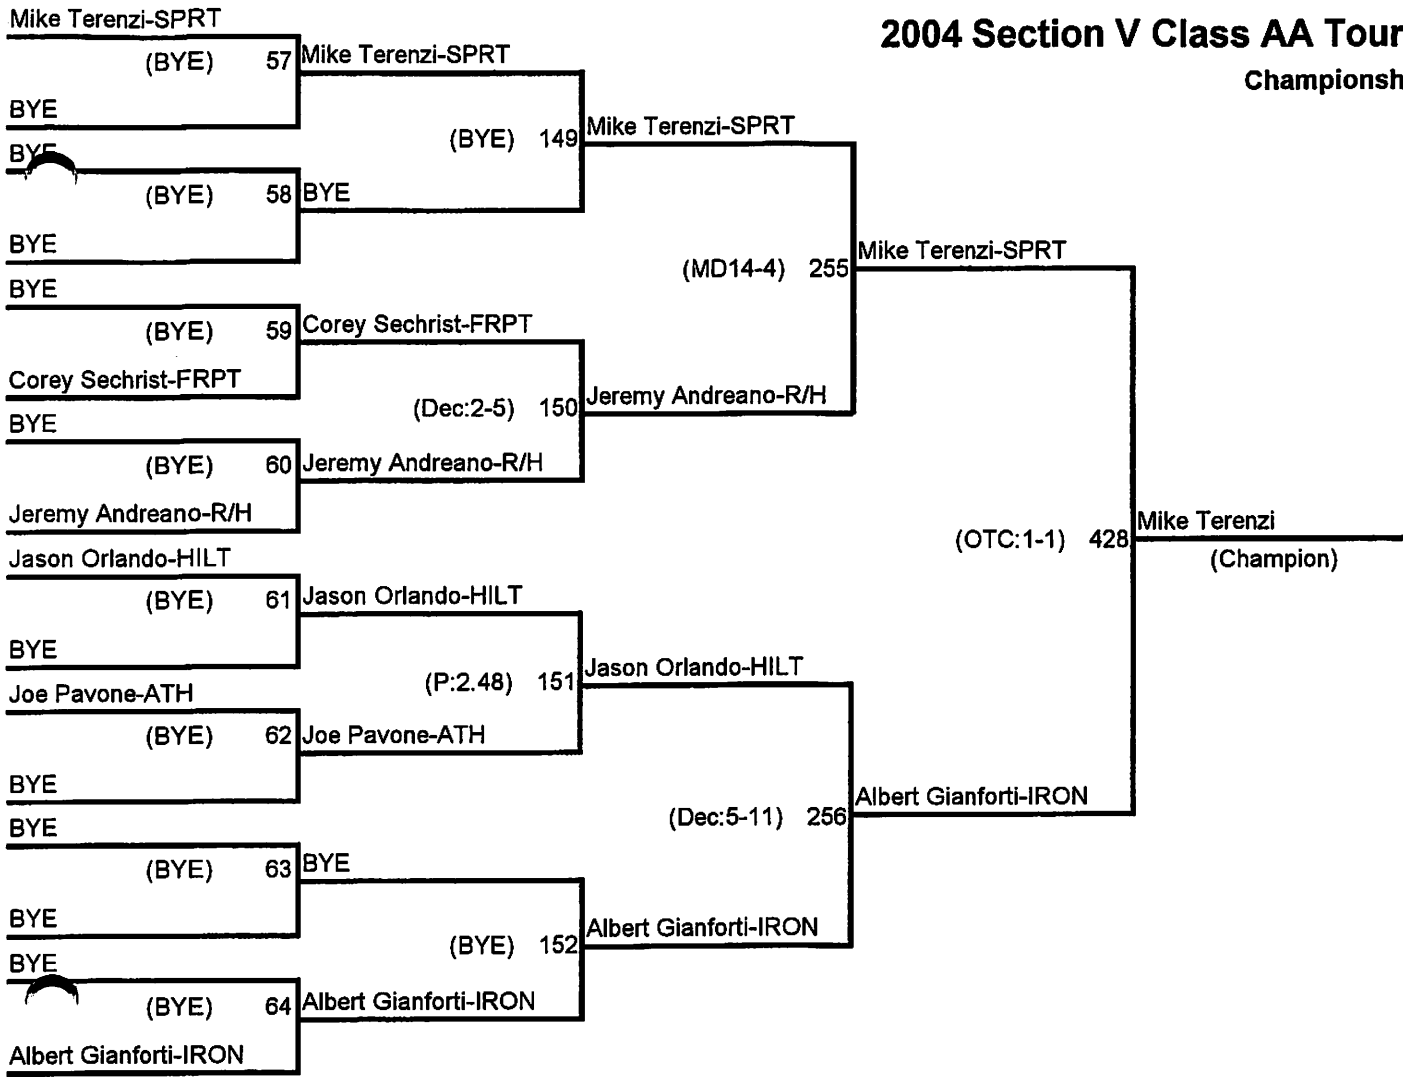 2004 Section V Class AA Tour
Championsh
Mike Terenzi-SPRT
(BYE) 57
BYE
BYE
(BYE) 58
BYE
BYE
(BYE) 59
Corey Sechrist-FRPT
BYE
(BYE) 60
Jeremy Andreano-R/H
Jason Orlando-HILT
(BYE) 61
BYE
Joe Pavone-ATH
(BYE) 62
BYE
BYE
(BYE) 63
BYE
BYE
(BYE) 64
Albert Gianforti-IRON
Mike Terenzi-SPRT
(BYE) 149
BYE
Corey Sechrist-FRPT
(Dec:2-5) 150
Jeremy Andreano-R/H
Jason Orlando-HILT
(P:2.48) 151
Joe Pavone-ATH
BYE
(BYE) 152
Albert Gianforti-IRON
Mike Terenzi-SPRT
(MD14-4) 255
Jeremy Andreano-R/H
Jason Orlando-HILT
(Dec:5-11) 256
Albert Gianforti-IRON
Mike Terenzi-SPRT
(OTC:1-1) 428
Albert Gianforti-IRON
Mike Terenzi
(Champion)